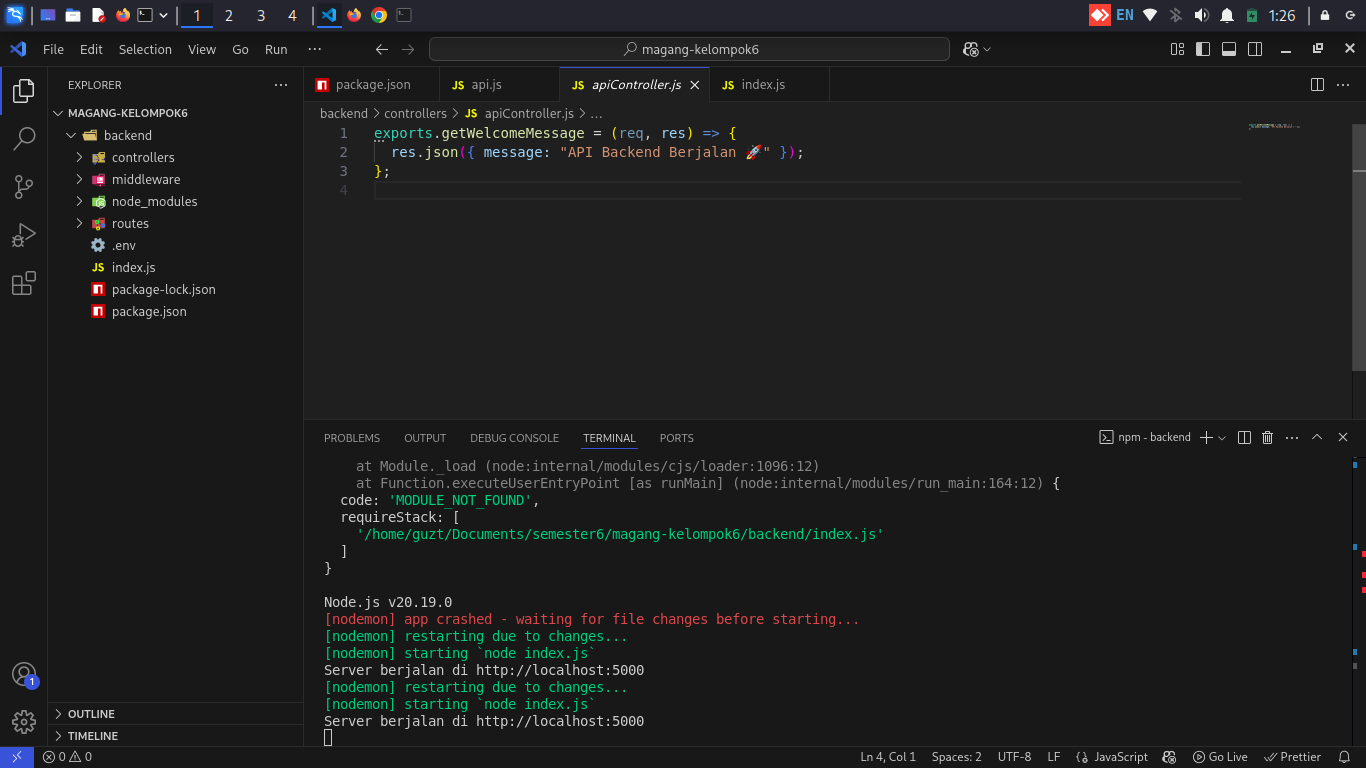 1 2 3 4 EN 1:26
File Edit Selection View Go Run ··· magang-kelompok6
EXPLORER ···
MAGANG-KELOMPOK6
backend
controllers
middleware
node_modules
routes
.env
JS index.js
package-lock.json
package.json
OUTLINE
TIMELINE
package.json JS api.js JS apiController.js JS index.js ···
backend > controllers > JS apiController.js > ...
1 exports.getWelcomeMessage = (req, res) => {
2 res.json({ message: "API Backend Berjalan 🚀" });
3 };
4
PROBLEMS OUTPUT DEBUG CONSOLE TERMINAL PORTS npm - backend ···
at Module._load (node:internal/modules/cjs/loader:1096:12)
at Function.executeUserEntryPoint [as runMain] (node:internal/modules/run_main:164:12) {
code: 'MODULE_NOT_FOUND',
requireStack: [
'/home/guzt/Documents/semester6/magang-kelompok6/backend/index.js'
]
}
Node.js v20.19.0
[nodemon] app crashed - waiting for file changes before starting...
[nodemon] restarting due to changes...
[nodemon] starting `node index.js`
Server berjalan di http://localhost:5000
[nodemon] restarting due to changes...
[nodemon] starting `node index.js`
Server berjalan di http://localhost:5000
1
0 0 Ln 4, Col 1 Spaces: 2 UTF-8 LF {} JavaScript Go Live Prettier